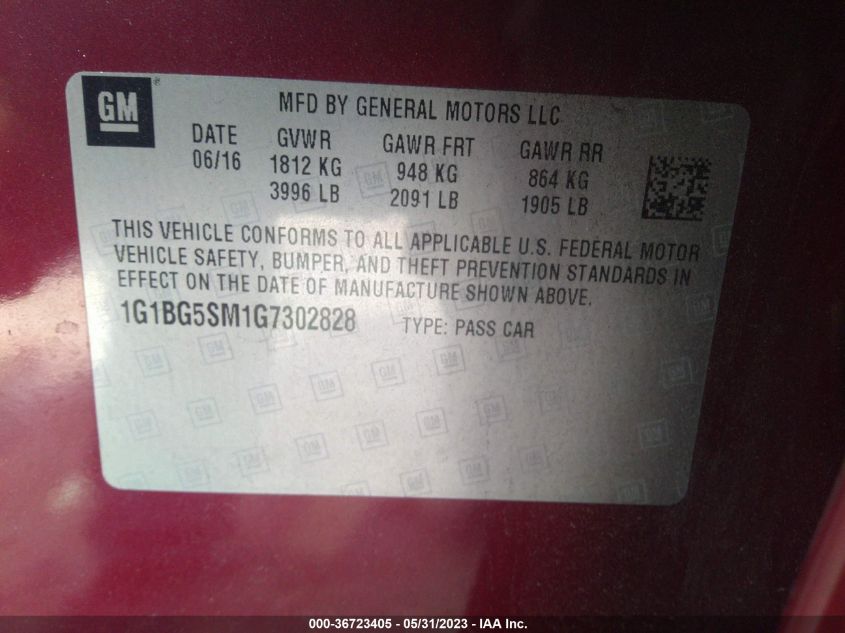 GM
MFD BY GENERAL MOTORS LLC
DATE GVWR GAWR FRT GAWR RR
06/16 1812 KG 948 KG 864 KG
3996 LB 2091 LB 1905 LB
THIS VEHICLE CONFORMS TO ALL APPLICABLE U.S. FEDERAL MOTOR
VEHICLE SAFETY, BUMPER, AND THEFT PREVENTION STANDARDS IN
EFFECT ON THE DATE OF MANUFACTURE SHOWN ABOVE.
1G1BG5SM1G7302828 TYPE: PASS CAR
000-36723405 - 05/31/2023 - IAA Inc.